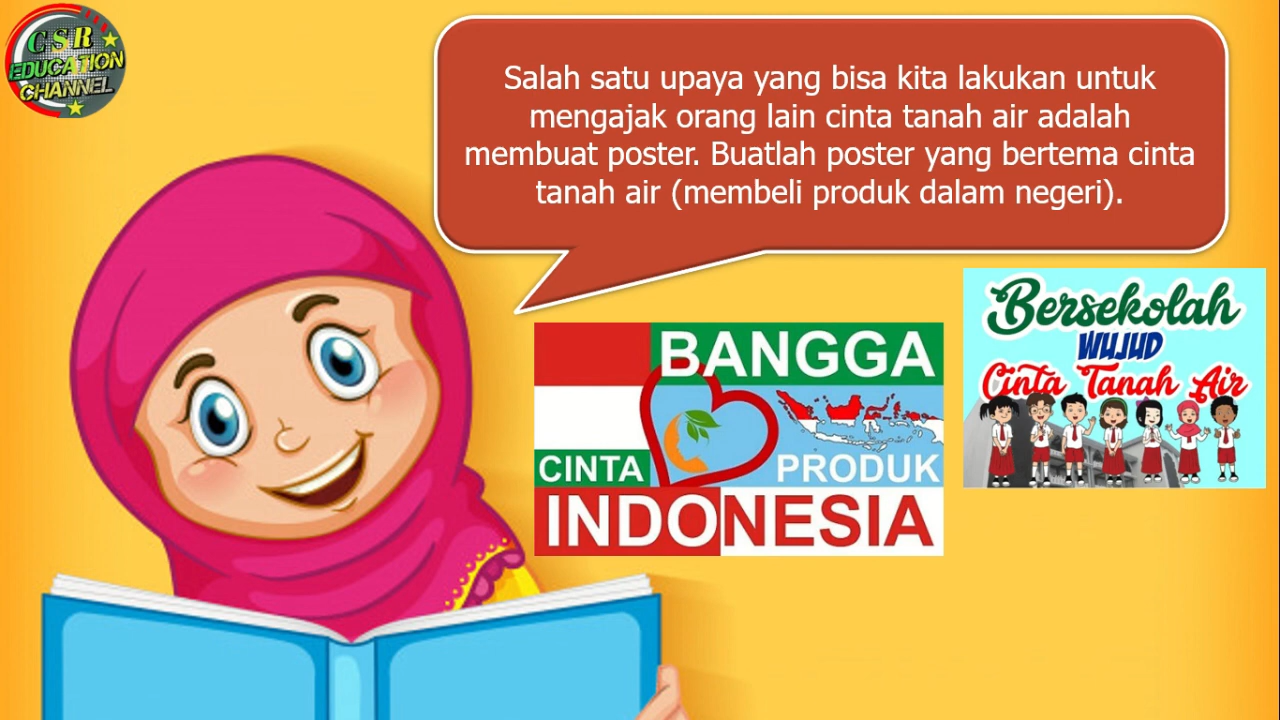 CSR
EDUCATION
CHANNEL
Salah satu upaya yang bisa kita lakukan untuk
mengajak orang lain cinta tanah air adalah
membuat poster. Buatlah poster yang bertema cinta
tanah air (membeli produk dalam negeri).
BANGGA
CINTA PRODUK
INDONESIA
Bersekolah
WUJUD
Cinta Tanah Air